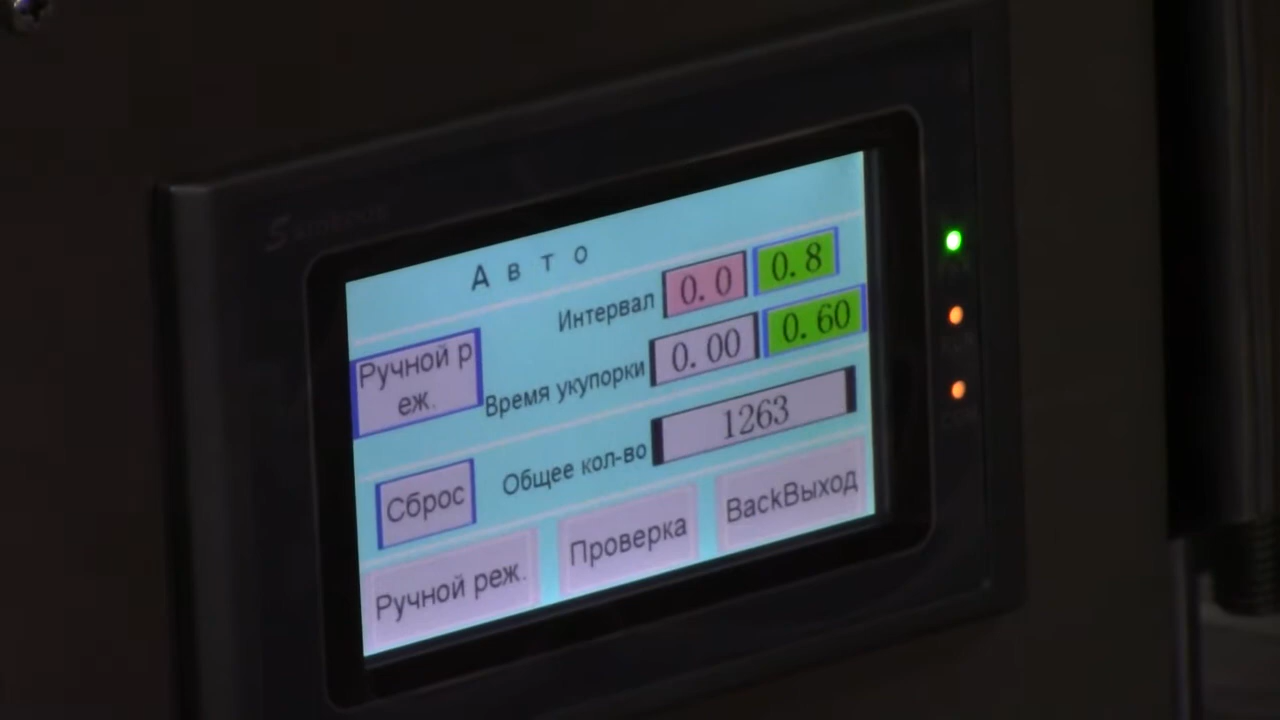 Авто
Интервал 0.0 0.8
Ручной р
еж.
Время укупорки 0.00 0.60
Общее кол-во 1263
Сброс
Ручной реж. Проверка BackВыход